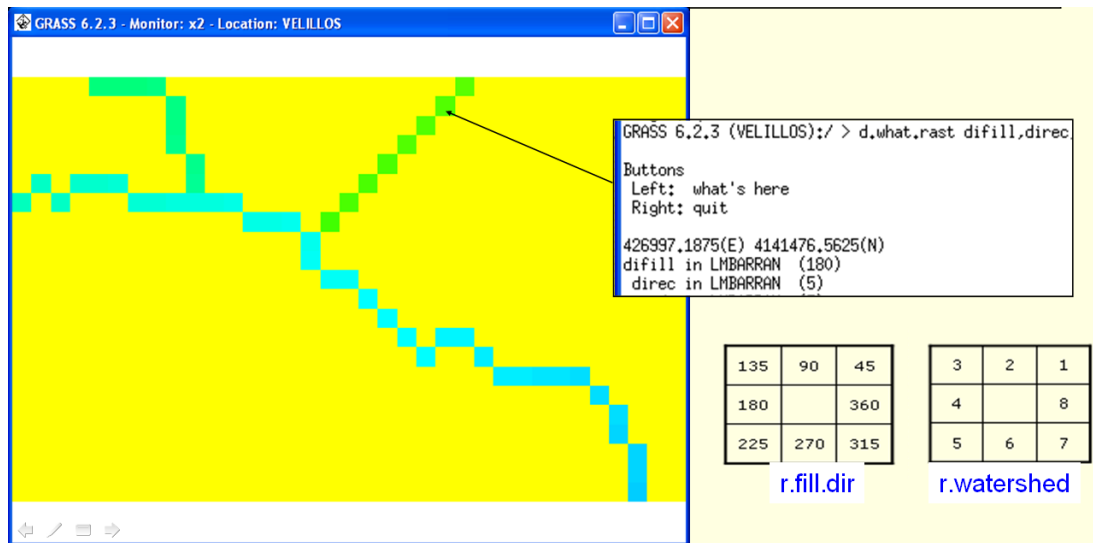 GRASS 6.2.3 - Monitor: x2 - Location: VELILLOS
GRASS 6.2.3 (VELILLOS):/ > d.what.rast difill,direc
Buttons
Left: what's here
Right: quit
426997.1875(E) 4141476.5625(N)
difill in LMBARRAN (180)
direc in LMBARRAN (5)
135 90 45
180 360
225 270 315
r.fill.dir
3 2 1
4 8
5 6 7
r.watershed